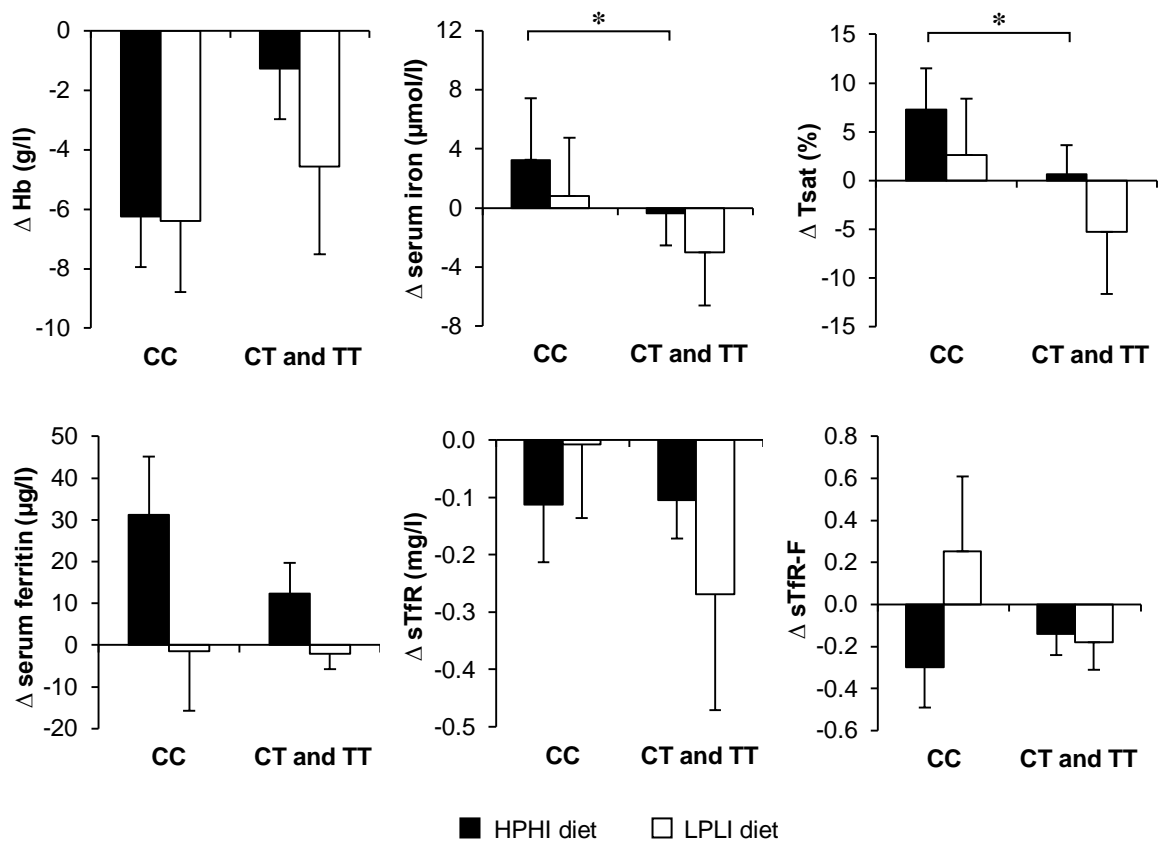 Δ Hb (g/l)
0
-2
-4
-6
-8
-10
CC
CT and TT
Δ serum iron (µmol/l)
12
8
4
0
-4
-8
*
CC
CT and TT
Δ Tsat (%)
15
10
5
0
-5
-10
-15
*
CC
CT and TT
Δ serum ferritin (µg/l)
50
40
30
20
10
0
-10
-20
CC
CT and TT
Δ sTfR (mg/l)
0.0
-0.1
-0.2
-0.3
-0.4
-0.5
CC
CT and TT
Δ sTfR-F
0.8
0.6
0.4
0.2
0.0
-0.2
-0.4
-0.6
CC
CT and TT
HPHI diet
LPLI diet